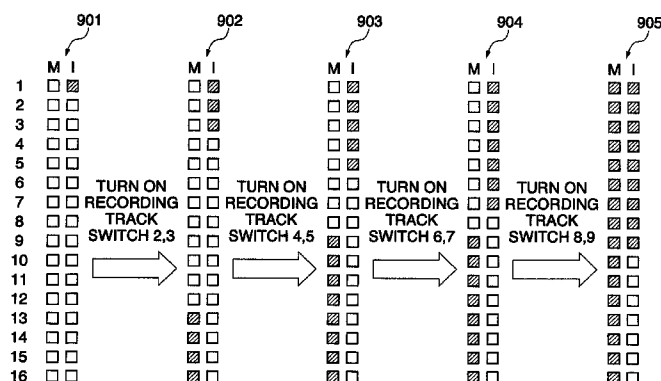 901 902 903 904 905
M I M I M I M I M I
1
2
3
4
5
6
7
8
9
10
11
12
13
14
15
16
TURN ON
RECORDING
TRACK
SWITCH 2,3
TURN ON
RECORDING
TRACK
SWITCH 4,5
TURN ON
RECORDING
TRACK
SWITCH 6,7
TURN ON
RECORDING
TRACK
SWITCH 8,9